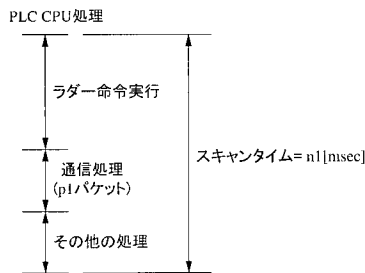 PLC CPU処理
ラダー命令実行
通信処理
(p1パケット)
スキャンタイム= n1[msec]
その他の処理